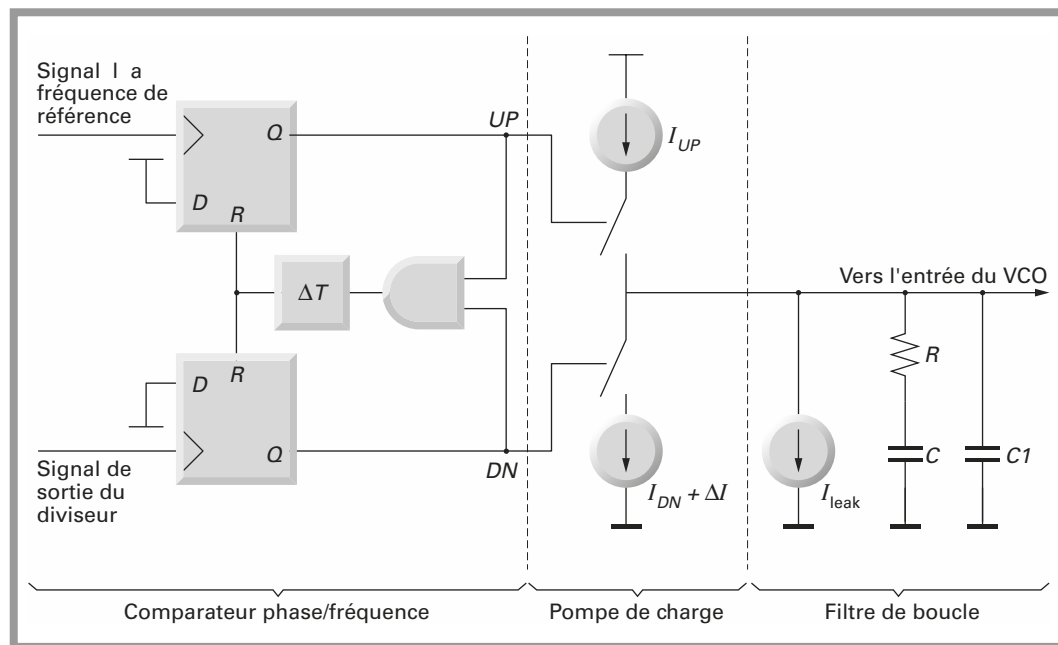 Signal l a
fréquence de
référence
Q
D
R
UP
I_UP
ΔT
Vers l'entrée du VCO
R
D
R
Q
DN
C
C1
Signal de
sortie du
diviseur
I_DN + ΔI
I_leak
Comparateur phase/fréquence
Pompe de charge
Filtre de boucle